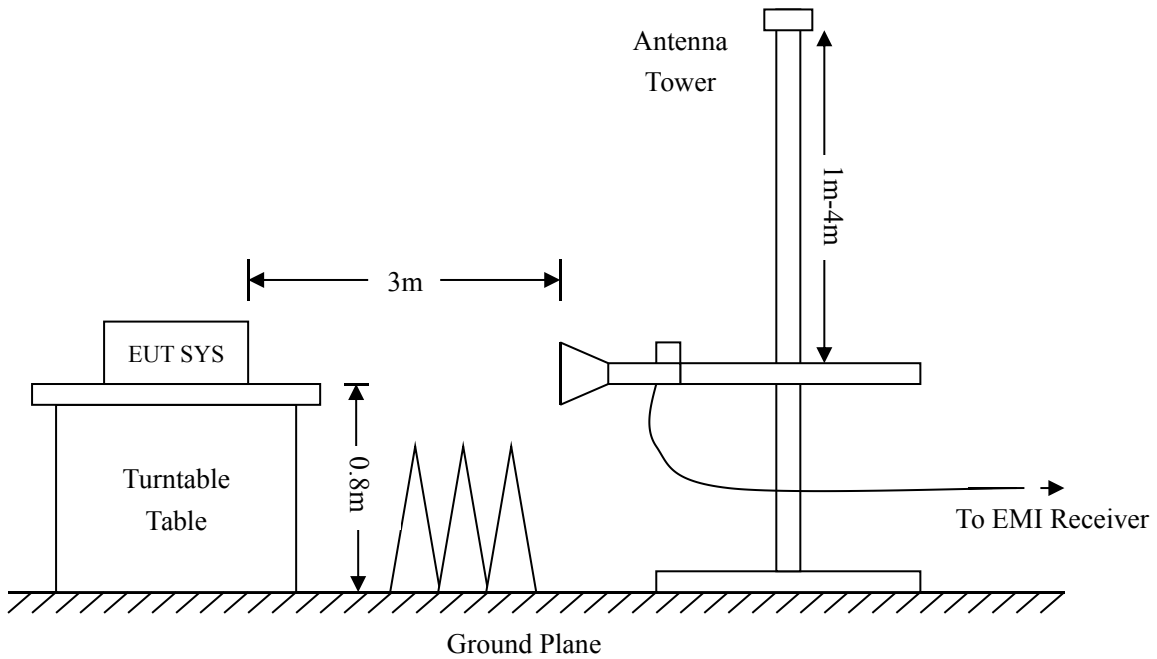 Antenna
Tower
1m-4m
3m
EUT SYS
0.8m
Turntable
Table
To EMI Receiver
Ground Plane